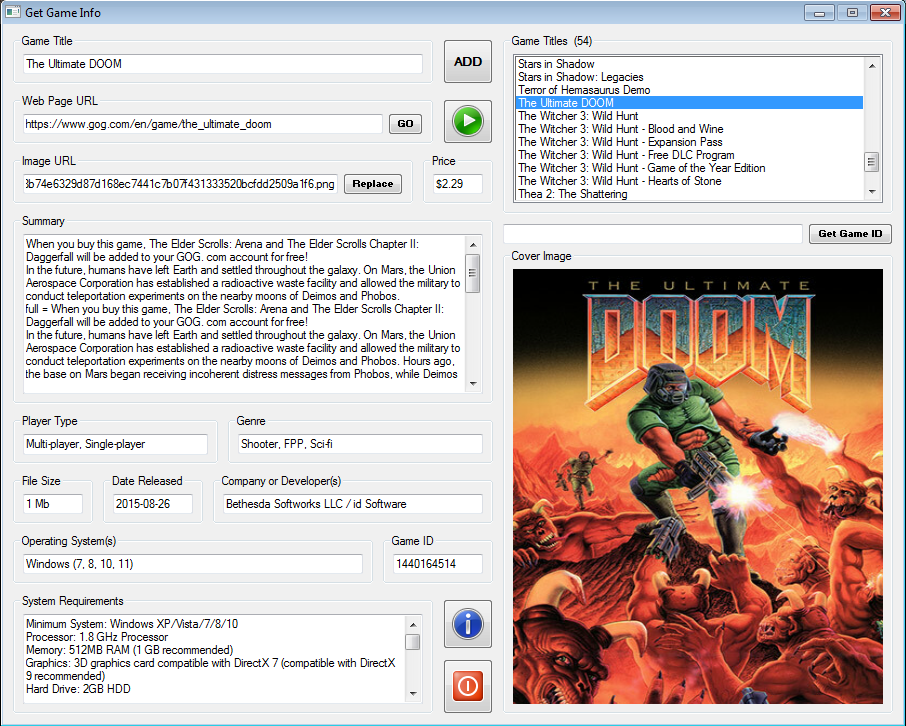 Get Game Info
Game Title
The Ultimate DOOM
ADD
Web Page URL
https://www.gog.com/en/game/the_ultimate_doom
GO
Image URL
3b74e6329d87d168ec7441c7b07f431333520bcfdd2509a1f6.png
Replace
Price
$2.29
Summary
When you buy this game, The Elder Scrolls: Arena and The Elder Scrolls Chapter II:
Daggerfall will be added to your GOG. com account for free!
In the future, humans have left Earth and settled throughout the galaxy. On Mars, the Union
Aerospace Corporation has established a radioactive waste facility and allowed the military to
conduct teleportation experiments on the nearby moons of Deimos and Phobos.
full = When you buy this game, The Elder Scrolls: Arena and The Elder Scrolls Chapter II:
Daggerfall will be added to your GOG. com account for free!
In the future, humans have left Earth and settled throughout the galaxy. On Mars, the Union
Aerospace Corporation has established a radioactive waste facility and allowed the military to
conduct teleportation experiments on the nearby moons of Deimos and Phobos. Hours ago,
the base on Mars began receiving incoherent distress messages from Phobos, while Deimos
Player Type
Multi-player, Single-player
Genre
Shooter, FPP, Sci-fi
File Size
1 Mb
Date Released
2015-08-26
Company or Developer(s)
Bethesda Softworks LLC / id Software
Operating System(s)
Windows (7, 8, 10, 11)
Game ID
1440164514
System Requirements
Minimum System: Windows XP/Vista/7/8/10
Processor: 1.8 GHz Processor
Memory: 512MB RAM (1 GB recommended)
Graphics: 3D graphics card compatible with DirectX 7 (compatible with DirectX
9 recommended)
Hard Drive: 2GB HDD
Game Titles (54)
Stars in Shadow
Stars in Shadow: Legacies
Terror of Hemasaurus Demo
The Ultimate DOOM
The Witcher 3: Wild Hunt
The Witcher 3: Wild Hunt - Blood and Wine
The Witcher 3: Wild Hunt - Expansion Pass
The Witcher 3: Wild Hunt - Free DLC Program
The Witcher 3: Wild Hunt - Game of the Year Edition
The Witcher 3: Wild Hunt - Hearts of Stone
Thea 2: The Shattering
Get Game ID
Cover Image
THE ULTIMATE
DOOM